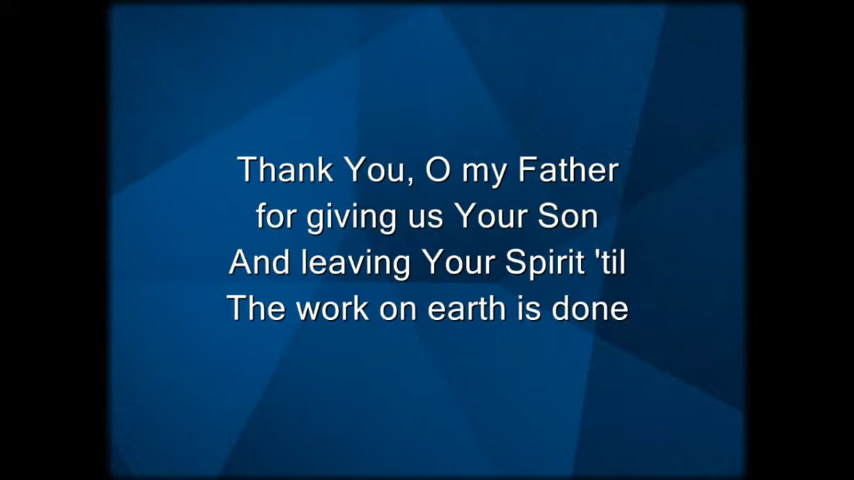 Thank You, O my Father
for giving us Your Son
And leaving Your Spirit 'til
The work on earth is done